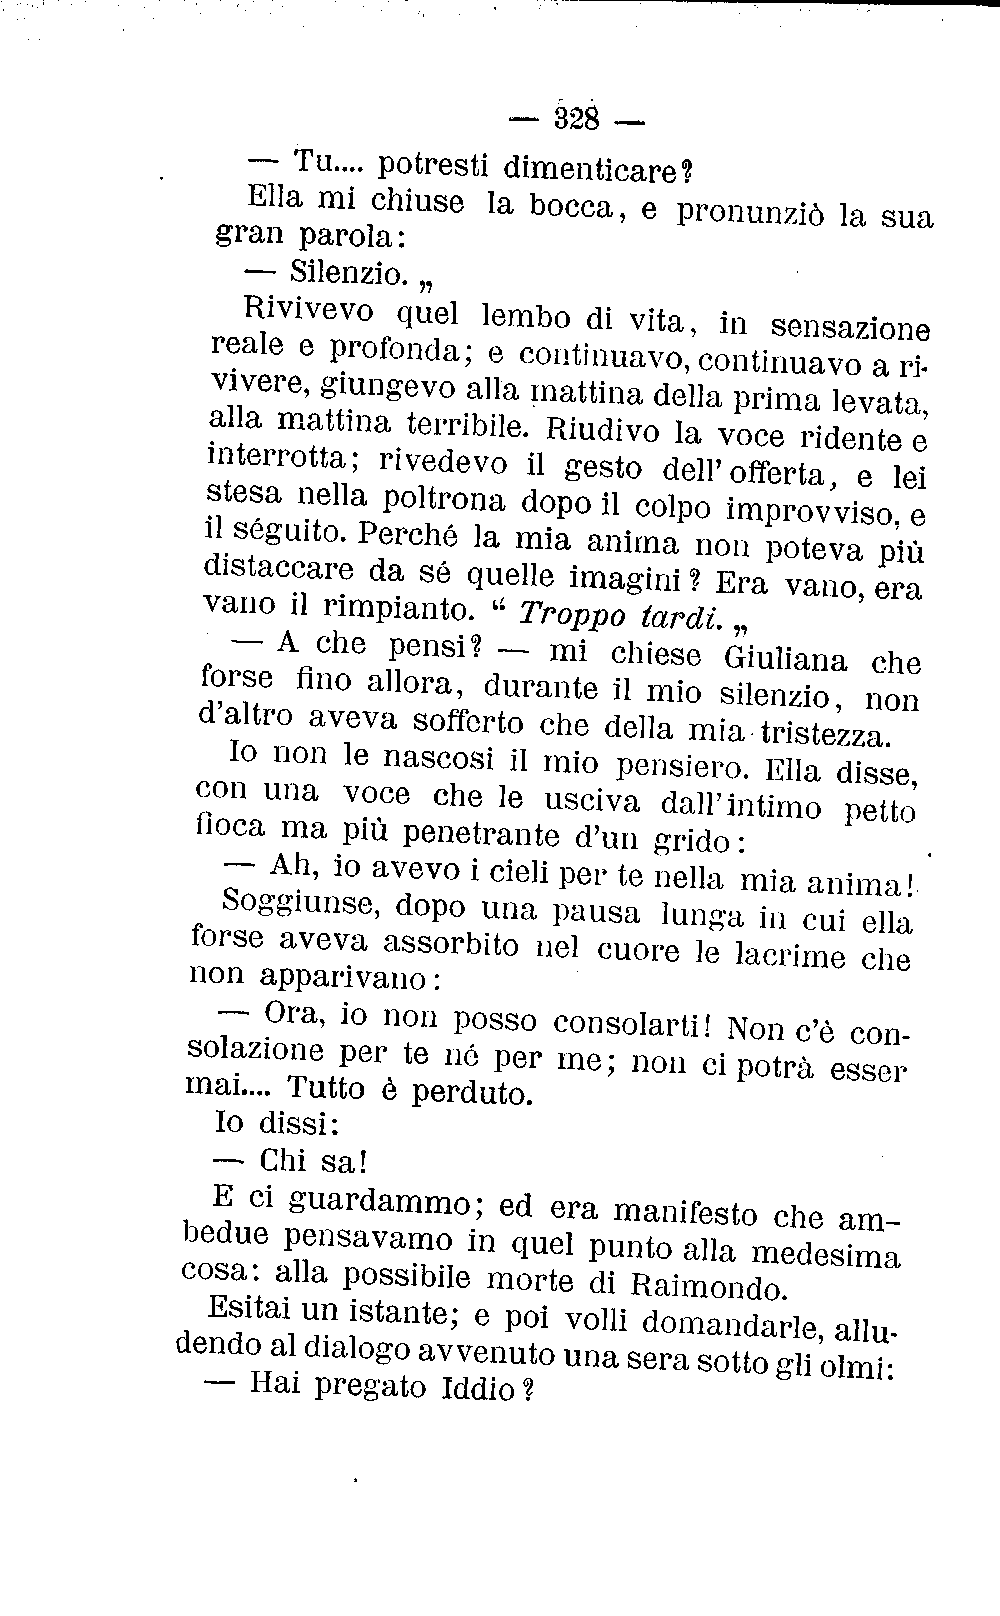 — 328 —
— Tu.... potresti dimenticare?
Ella mi chiuse la bocca, e pronunziò la sua
gran parola:
— Silenzio. „
Rivivevo quel lembo di vita, in sensazione
reale e profonda; e continuavo, continuavo a ri-
vivere, giungevo alla mattina della prima levata,
alla mattina terribile. Riudivo la voce ridente e
interrotta; rivedevo il gesto dell'offerta, e lei
stesa nella poltrona dopo il colpo improvviso, e
il séguito. Perché la mia anima non poteva più
distaccare da sé quelle imagini? Era vano, era
vano il rimpianto. “ Troppo tardi. „
— A che pensi? — mi chiese Giuliana che
forse fino allora, durante il mio silenzio, non
d'altro aveva sofferto che della mia tristezza.
Io non le nascosi il mio pensiero. Ella disse,
con una voce che le usciva dall'intimo petto
fioca ma più penetrante d'un grido:
— Ah, io avevo i cieli per te nella mia anima!
Soggiunse, dopo una pausa lunga in cui ella
forse aveva assorbito nel cuore le lacrime che
non apparivano:
— Ora, io non posso consolarti! Non c'è con-
solazione per te né per me; non ci potrà esser
mai.... Tutto è perduto.
Io dissi:
— Chi sa!
E ci guardammo; ed era manifesto che am-
bedue pensavamo in quel punto alla medesima
cosa: alla possibile morte di Raimondo.
Esitai un istante; e poi volli domandarle, allu-
dendo al dialogo avvenuto una sera sotto gli olmi:
— Hai pregato Iddio?